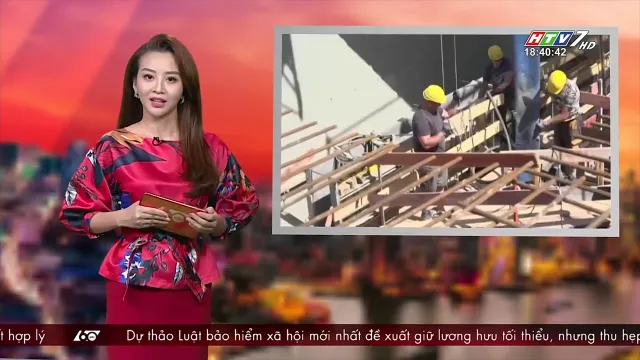 HTV7 HD
18:40:42
t hợp lý 60 Dự thảo Luật bảo hiểm xã hội mới nhất đề xuất giữ lương hưu tối thiểu, nhưng thu hẹp